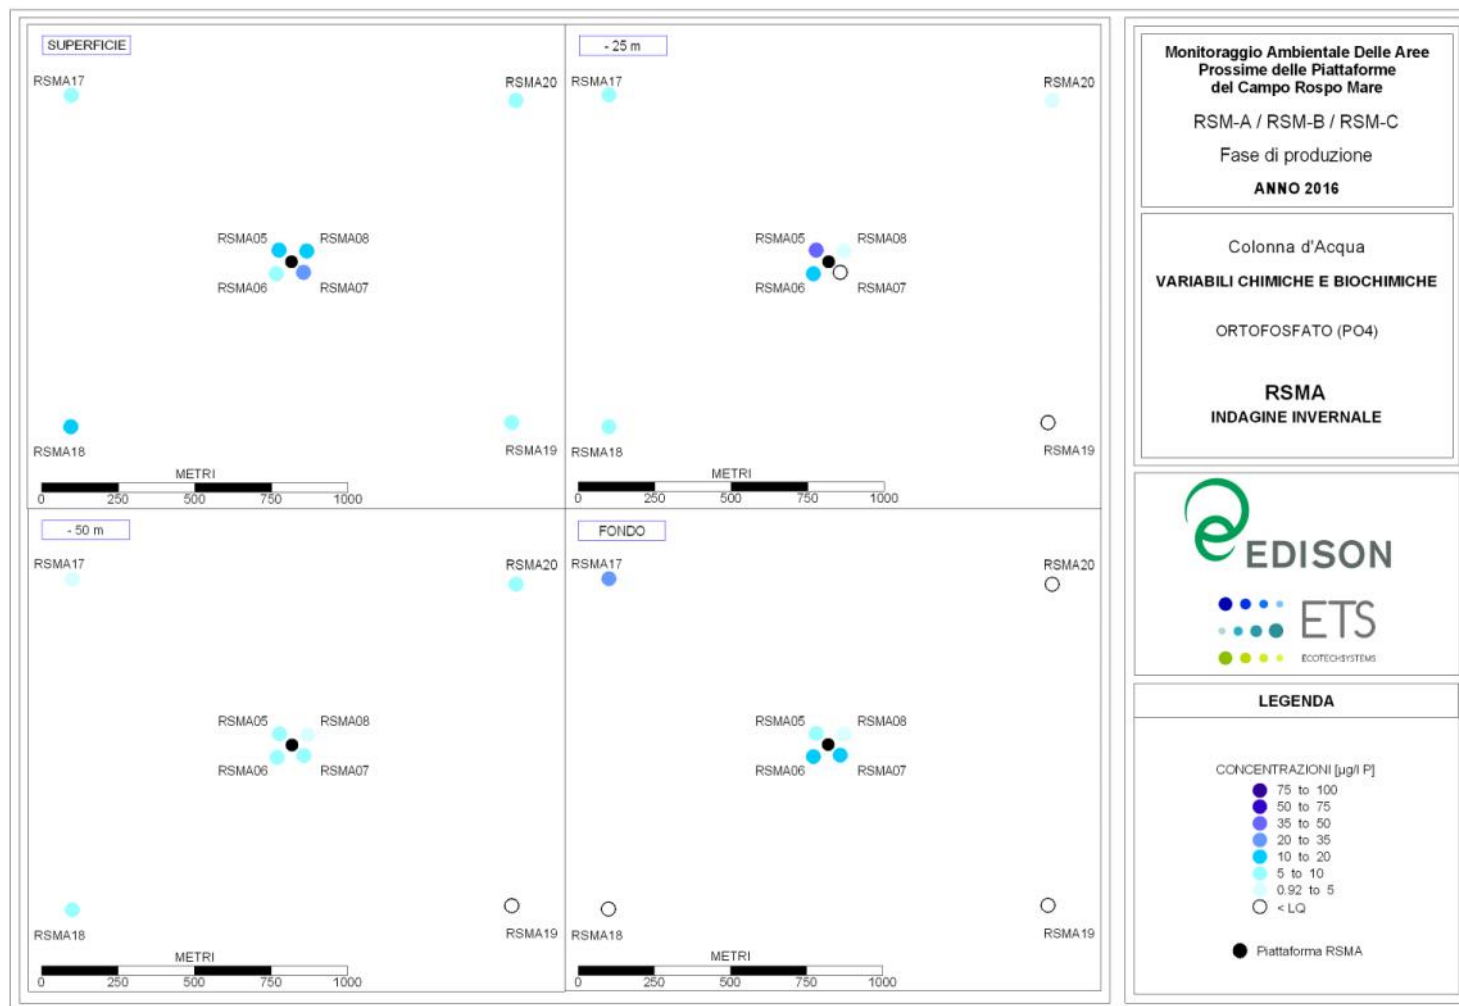 SUPERFICIE
RSMA17
RSMA20
RSMA05
RSMA08
RSMA06
RSMA07
RSMA18
RSMA19
METRI
0 250 500 750 1000
- 25 m
RSMA17
RSMA20
RSMA05
RSMA08
RSMA06
RSMA07
RSMA18
RSMA19
METRI
0 250 500 750 1000
- 50 m
RSMA17
RSMA20
RSMA05
RSMA08
RSMA06
RSMA07
RSMA18
RSMA19
METRI
0 250 500 750 1000
FONDO
RSMA17
RSMA20
RSMA05
RSMA08
RSMA06
RSMA07
RSMA18
RSMA19
METRI
0 250 500 750 1000
Monitoraggio Ambientale Delle Aree
Prossime delle Piattaforme
del Campo Rospo Mare
RSM-A / RSM-B / RSM-C
Fase di produzione
ANNO 2016
Colonna d'Acqua
VARIABILI CHIMICHE E BIOCHIMICHE
ORTOFOSFATO (PO4)
RSMA
INDAGINE INVERNALE
EDISON
ETS
ECOTECHSYSTEMS
LEGENDA
CONCENTRAZIONI [µg/l P]
75 to 100
50 to 75
35 to 50
20 to 35
10 to 20
5 to 10
0.92 to 5
< LQ
Piattaforma RSMA